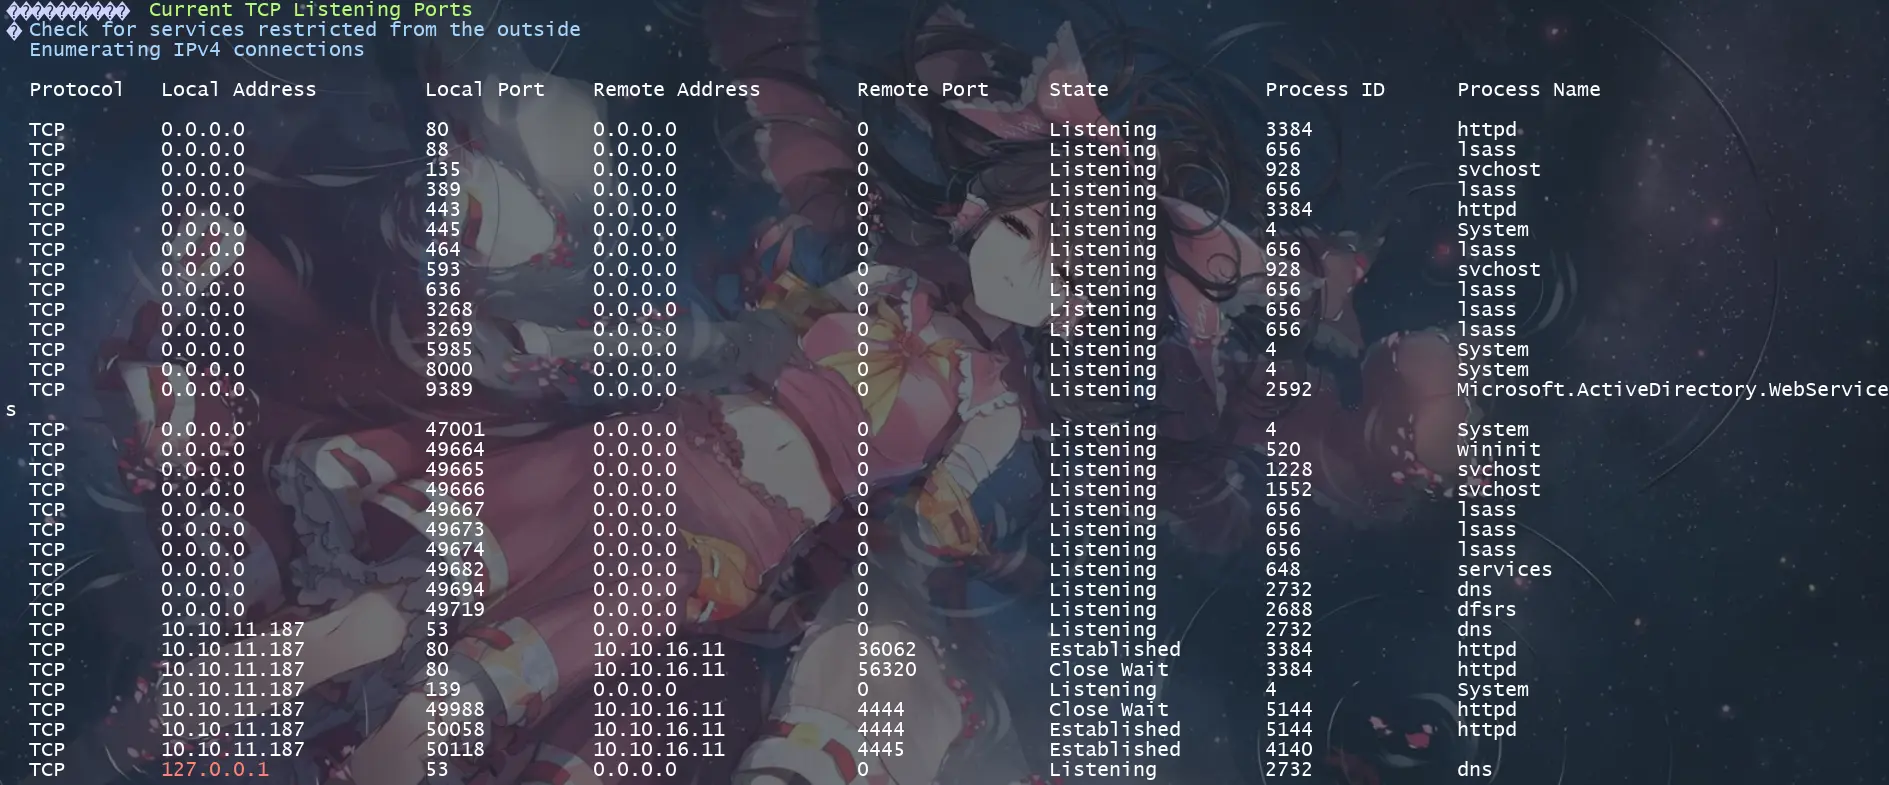 ������������ Current TCP Listening Ports
� Check for services restricted from the outside
Enumerating IPv4 connections
Protocol Local Address Local Port Remote Address Remote Port State Process ID Process Name
TCP 0.0.0.0 80 0.0.0.0 0 Listening 3384 httpd
TCP 0.0.0.0 88 0.0.0.0 0 Listening 656 lsass
TCP 0.0.0.0 135 0.0.0.0 0 Listening 928 svchost
TCP 0.0.0.0 389 0.0.0.0 0 Listening 656 lsass
TCP 0.0.0.0 443 0.0.0.0 0 Listening 3384 httpd
TCP 0.0.0.0 445 0.0.0.0 0 Listening 4 System
TCP 0.0.0.0 464 0.0.0.0 0 Listening 656 lsass
TCP 0.0.0.0 593 0.0.0.0 0 Listening 928 svchost
TCP 0.0.0.0 636 0.0.0.0 0 Listening 656 lsass
TCP 0.0.0.0 3268 0.0.0.0 0 Listening 656 lsass
TCP 0.0.0.0 3269 0.0.0.0 0 Listening 656 lsass
TCP 0.0.0.0 5985 0.0.0.0 0 Listening 4 System
TCP 0.0.0.0 8000 0.0.0.0 0 Listening 4 System
TCP 0.0.0.0 9389 0.0.0.0 0 Listening 2592 Microsoft.ActiveDirectory.WebService
s
TCP 0.0.0.0 47001 0.0.0.0 0 Listening 4 System
TCP 0.0.0.0 49664 0.0.0.0 0 Listening 520 wininit
TCP 0.0.0.0 49665 0.0.0.0 0 Listening 1228 svchost
TCP 0.0.0.0 49666 0.0.0.0 0 Listening 1552 svchost
TCP 0.0.0.0 49667 0.0.0.0 0 Listening 656 lsass
TCP 0.0.0.0 49673 0.0.0.0 0 Listening 656 lsass
TCP 0.0.0.0 49674 0.0.0.0 0 Listening 656 lsass
TCP 0.0.0.0 49682 0.0.0.0 0 Listening 648 services
TCP 0.0.0.0 49694 0.0.0.0 0 Listening 2732 dns
TCP 0.0.0.0 49719 0.0.0.0 0 Listening 2688 dfsrs
TCP 10.10.11.187 53 0.0.0.0 0 Listening 2732 dns
TCP 10.10.11.187 80 10.10.16.11 36062 Established 3384 httpd
TCP 10.10.11.187 80 10.10.16.11 56320 Close Wait 3384 httpd
TCP 10.10.11.187 139 0.0.0.0 0 Listening 4 System
TCP 10.10.11.187 49988 10.10.16.11 4444 Close Wait 5144 httpd
TCP 10.10.11.187 50058 10.10.16.11 4444 Established 5144 httpd
TCP 10.10.11.187 50118 10.10.16.11 4445 Established 4140
TCP 127.0.0.1 53 0.0.0.0 0 Listening 2732 dns